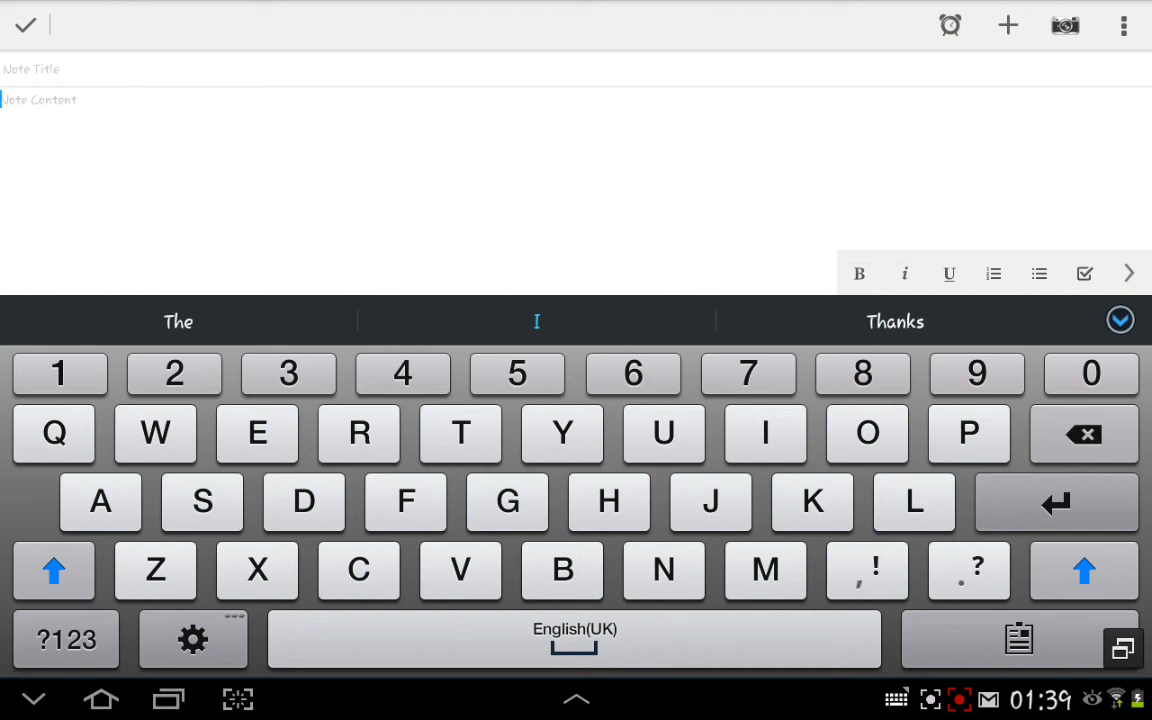 Note Title
Note Content
B i U
The I Thanks
1 2 3 4 5 6 7 8 9 0
Q W E R T Y U I O P
A S D F G H J K L
Z X C V B N M , ! . ?
?123 English(UK)
01:39